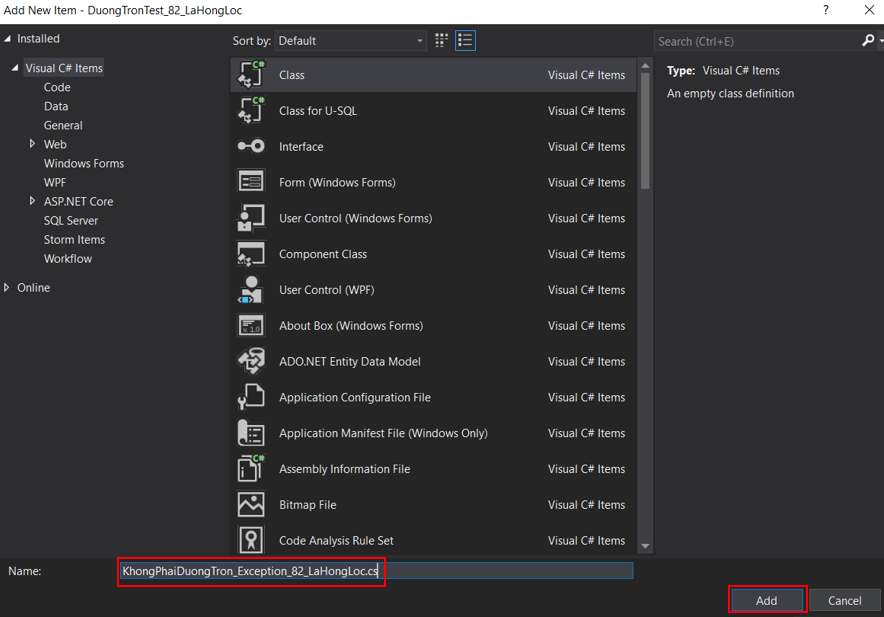 Add New Item - DuongTronTest_82_LaHongLoc
?
Installed
Visual C# Items
Code
Data
General
Web
Windows Forms
WPF
ASP.NET Core
SQL Server
Storm Items
Workflow
Online
Sort by: Default
Search (Ctrl+E)
Class Visual C# Items
Class for U-SQL Visual C# Items
Interface Visual C# Items
Form (Windows Forms) Visual C# Items
User Control (Windows Forms) Visual C# Items
Component Class Visual C# Items
User Control (WPF) Visual C# Items
About Box (Windows Forms) Visual C# Items
ADO.NET Entity Data Model Visual C# Items
Application Configuration File Visual C# Items
Application Manifest File (Windows Only) Visual C# Items
Assembly Information File Visual C# Items
Bitmap File Visual C# Items
Code Analysis Rule Set Visual C# Items
Type: Visual C# Items
An empty class definition
Name: KhongPhaiDuongTron_Exception_82_LaHongLoc.cs
Add Cancel